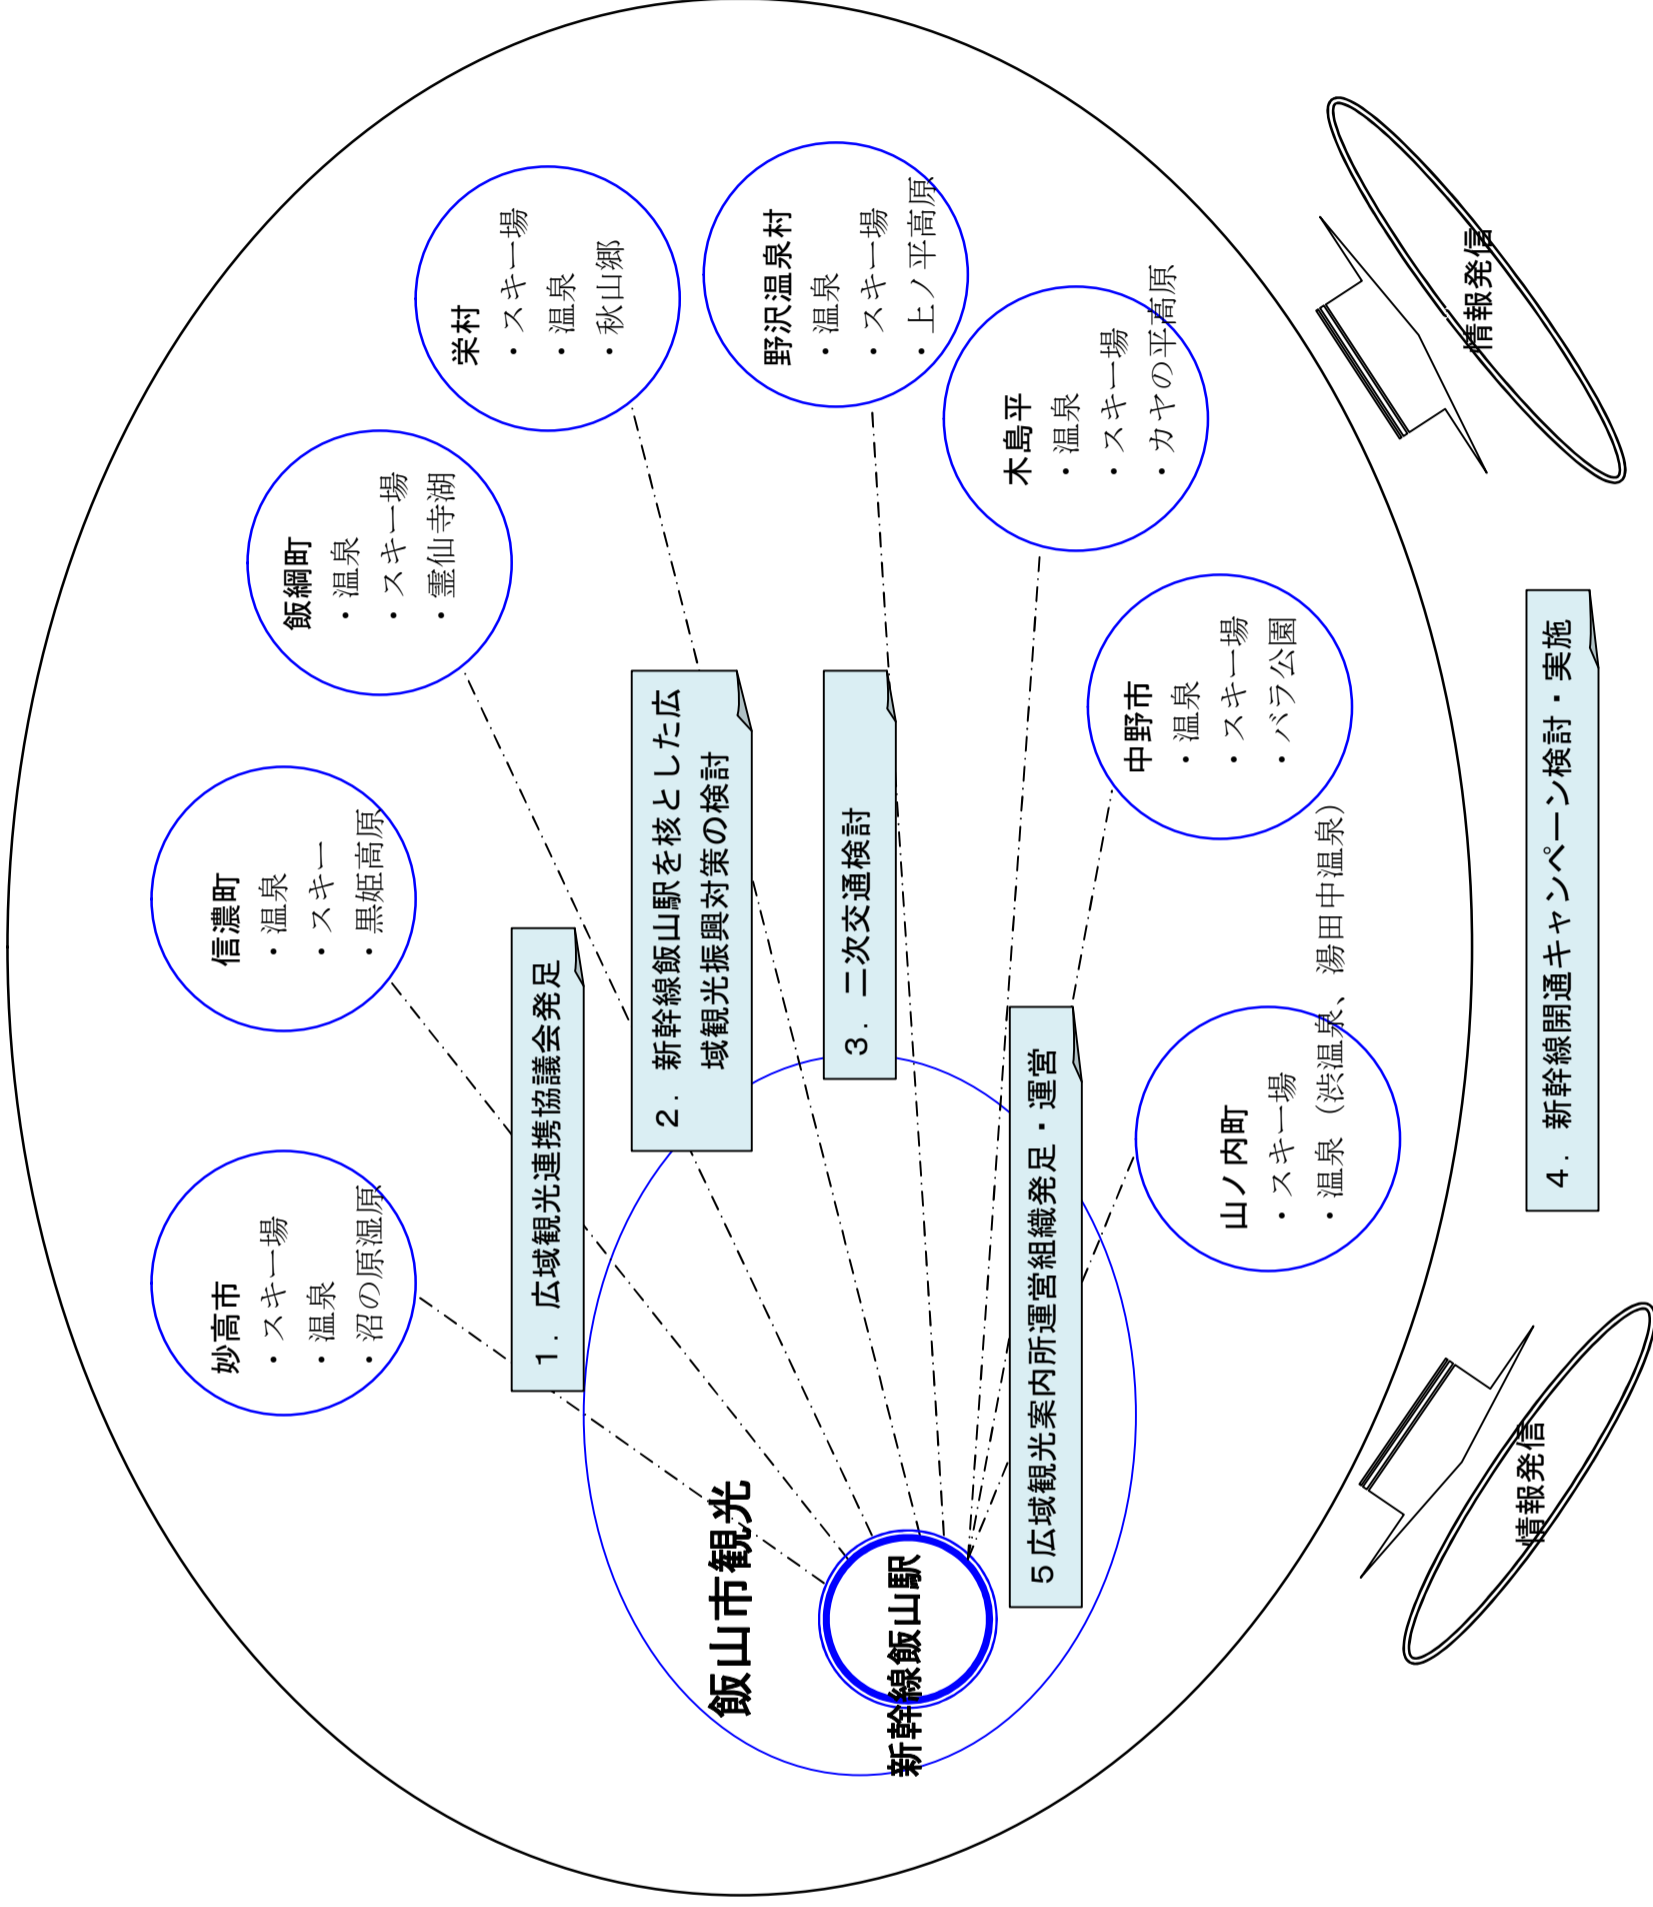 妙高市
・スキー場
・温泉
・沼の原湿原
信濃町
・温泉
・スキー
・黒姫高原
飯綱町
・温泉
・スキー場
・霊仙寺湖
栄村
・スキー場
・温泉
・秋山郷
野沢温泉村
・温泉
・スキー場
・上ノ平高原
木島平
・温泉
・スキー場
・カヤの平高原
中野市
・温泉
・スキー場
・バラ公園
山ノ内町
・スキー場
・温泉（渋温泉、湯田中温泉）
1. 広域観光連携協議会発足
2. 新幹線飯山駅を核とした広
域観光振興対策の検討
3. 二次交通検討
5広域観光案内所運営組織発足・運営
飯山市観光
新幹線飯山駅
4. 新幹線開通キャンペーン検討・実施
情報発信
情報発信